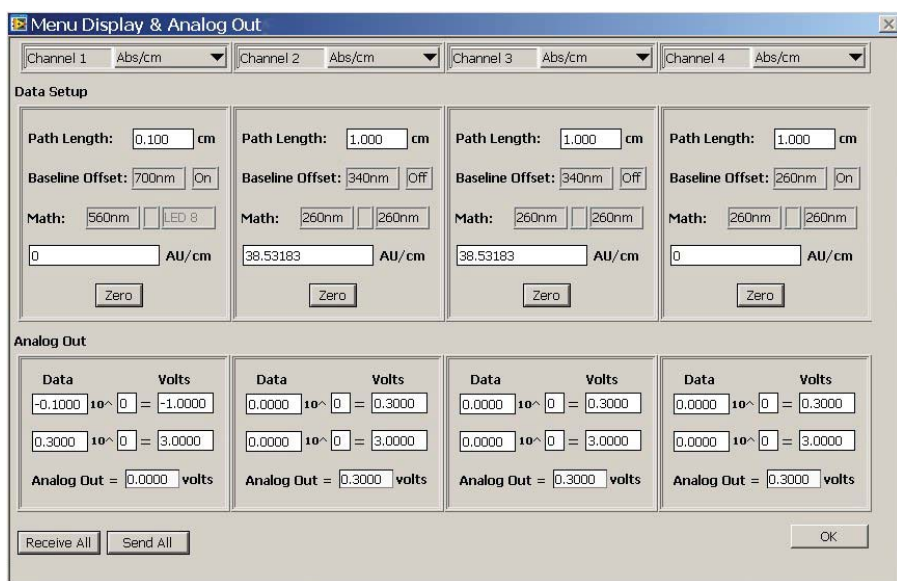 Menu Display & Analog Out
Channel 1 Abs/cm Channel 2 Abs/cm Channel 3 Abs/cm Channel 4 Abs/cm
Data Setup
Path Length: 0.100 cm Path Length: 1.000 cm Path Length: 1.000 cm Path Length: 1.000 cm
Baseline Offset: 700nm On Baseline Offset: 340nm Off Baseline Offset: 340nm Off Baseline Offset: 260nm On
Math: 560nm LED 8 Math: 260nm 260nm Math: 260nm 260nm Math: 260nm 260nm
0 AU/cm 38.53183 AU/cm 38.53183 AU/cm 0 AU/cm
Zero Zero Zero Zero
Analog Out
Data Volts Data Volts Data Volts Data Volts
-0.1000 10^ 0 = -1.0000 0.0000 10^ 0 = 0.3000 0.0000 10^ 0 = 0.3000 0.0000 10^ 0 = 0.3000
0.3000 10^ 0 = 3.0000 0.0000 10^ 0 = 3.0000 0.0000 10^ 0 = 3.0000 0.0000 10^ 0 = 3.0000
Analog Out = 0.0000 volts Analog Out = 0.3000 volts Analog Out = 0.3000 volts Analog Out = 0.3000 volts
Receive All Send All OK